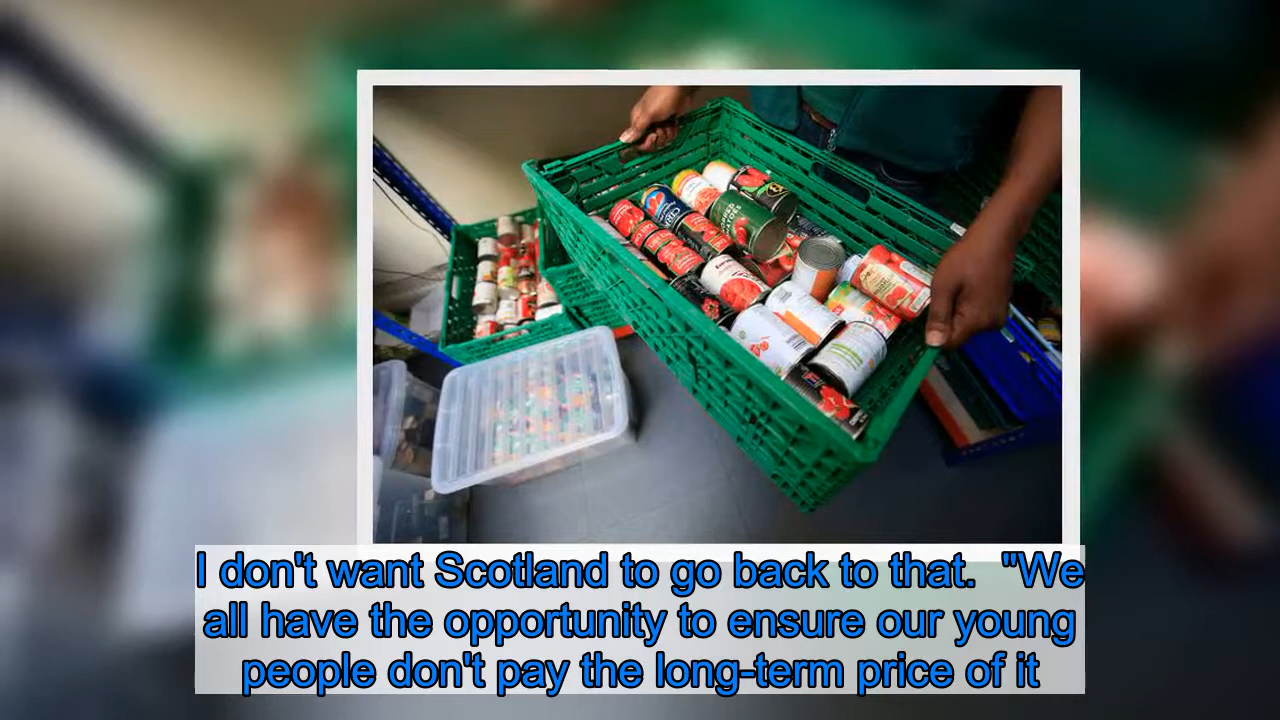 I don't want Scotland to go back to that.  "We
all have the opportunity to ensure our young
people don't pay the long-term price of it